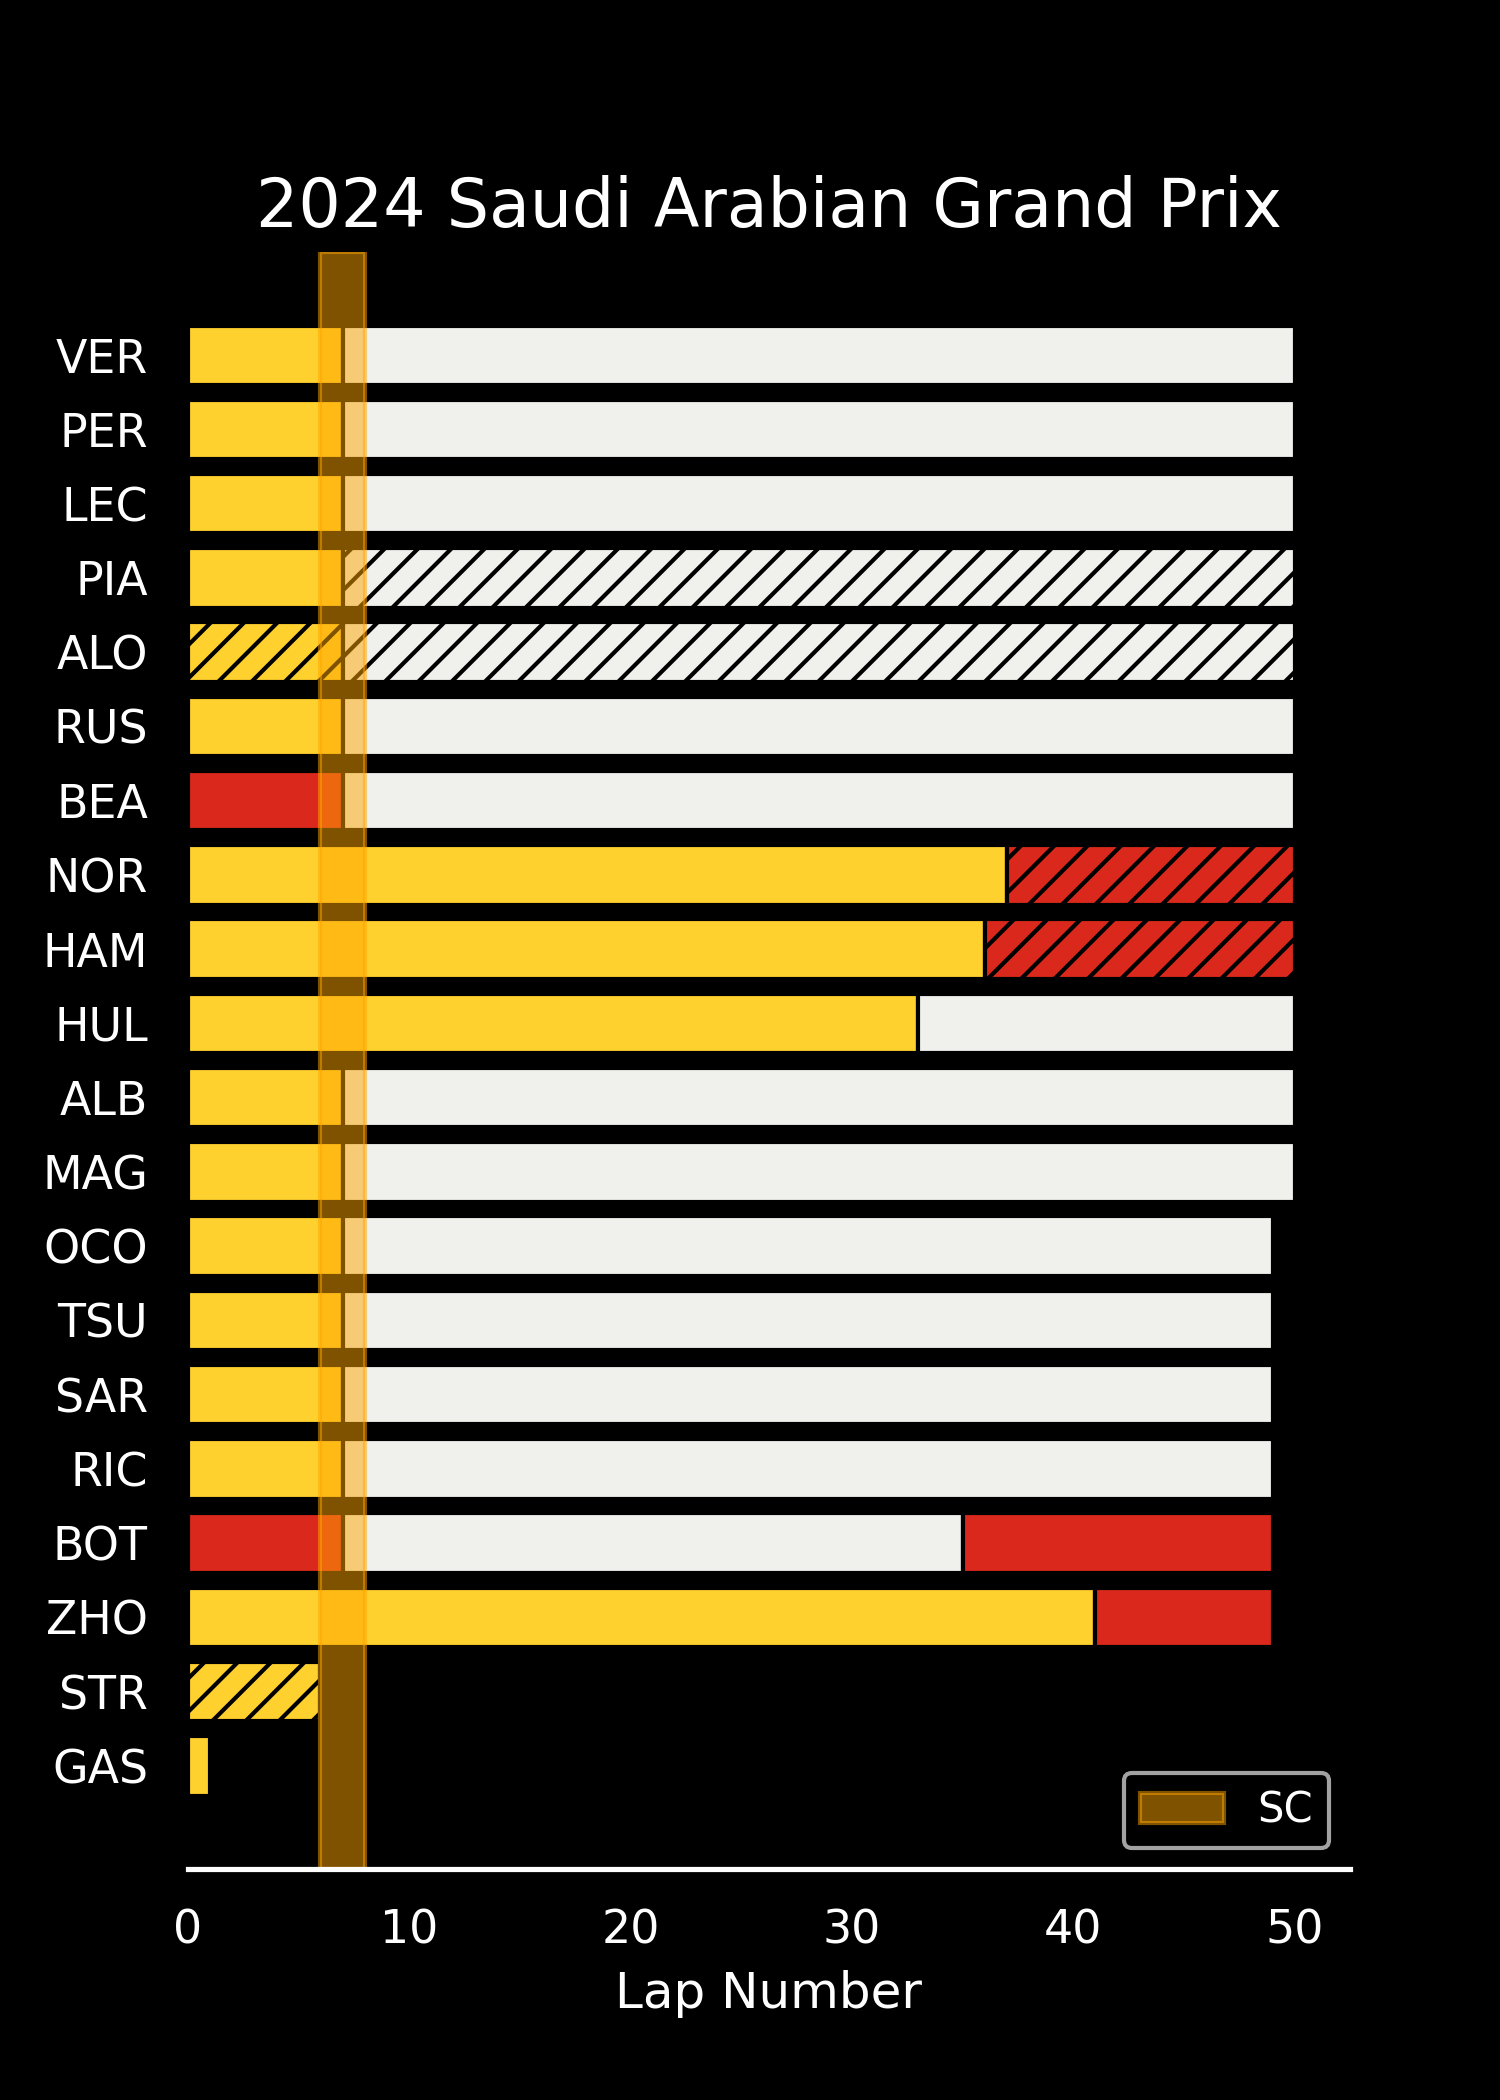 2024 Saudi Arabian Grand Prix
VER
PER
LEC
PIA
ALO
RUS
BEA
NOR
HAM
HUL
ALB
MAG
OCO
TSU
SAR
RIC
BOT
ZHO
STR
GAS
SC
0 10 20 30 40 50
Lap Number